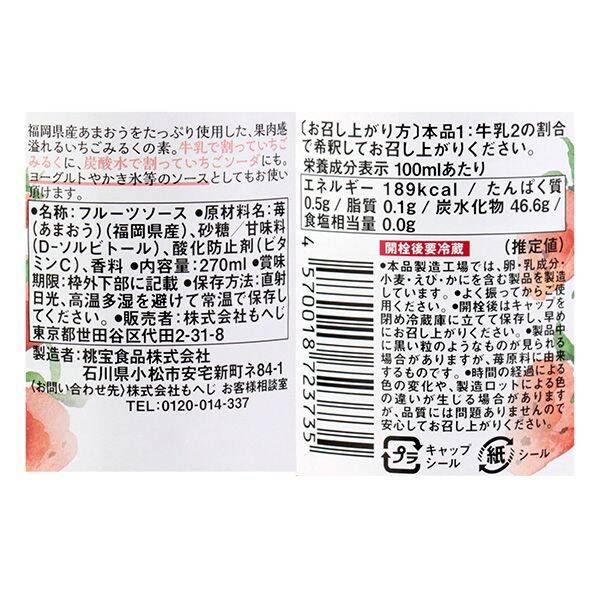 福岡県産あまおうをたっぷり使用した、果肉感
溢れるいちごみるくの素。牛乳で割っていちご
みるくに、炭酸水で割っていちごソーダにも。
ヨーグルトやかき氷等のソースとしてもお使い
頂けます。
●名称:フルーツソース ●原材料名:苺
(あまおう)(福岡県産)、砂糖/甘味料
(D-ソルビトール)、酸化防止剤(ビタ
ミンC)、香料 ●内容量:270ml ●賞味
期限:枠外下部に記載 ●保存方法:直射
日光、高温多湿を避けて常温で保存し
てください。●販売者:株式会社もへじ
東京都世田谷区代田2-31-8
製造者:桃宝食品株式会社
石川県小松市安宅新町ネ84-1
〈お問い合わせ先〉株式会社もへじ お客様相談室
TEL:0120-014-337
〔お召し上がり方〕本品1:牛乳2の割合
で希釈してお召し上がりください。
栄養成分表示 100mlあたり
エネルギー 189kcal / たんぱく質
0.5g / 脂質 0.1g / 炭水化物 46.6g /
食塩相当量 0.0g
開栓後要冷蔵 (推定値)
●本品製造工場では、卵・乳成分・
小麦・えび・かにを含む製品を製造
しています。●よく振ってからご使
用ください。●開栓後はキャップを
閉め冷蔵庫に立てて保存し、早め
にお召し上がりください。●製品中
に黒い粒のようなものが見られる
場合がありますが、苺原料に由来
するものです。●時間の経過による
色の変化や、製造ロットによる色
の違いが生じる場合があります
が、品質には問題ありませんので
安心してお召し上がりください。
4570018723735
プラ キャップ シール 紙 シール